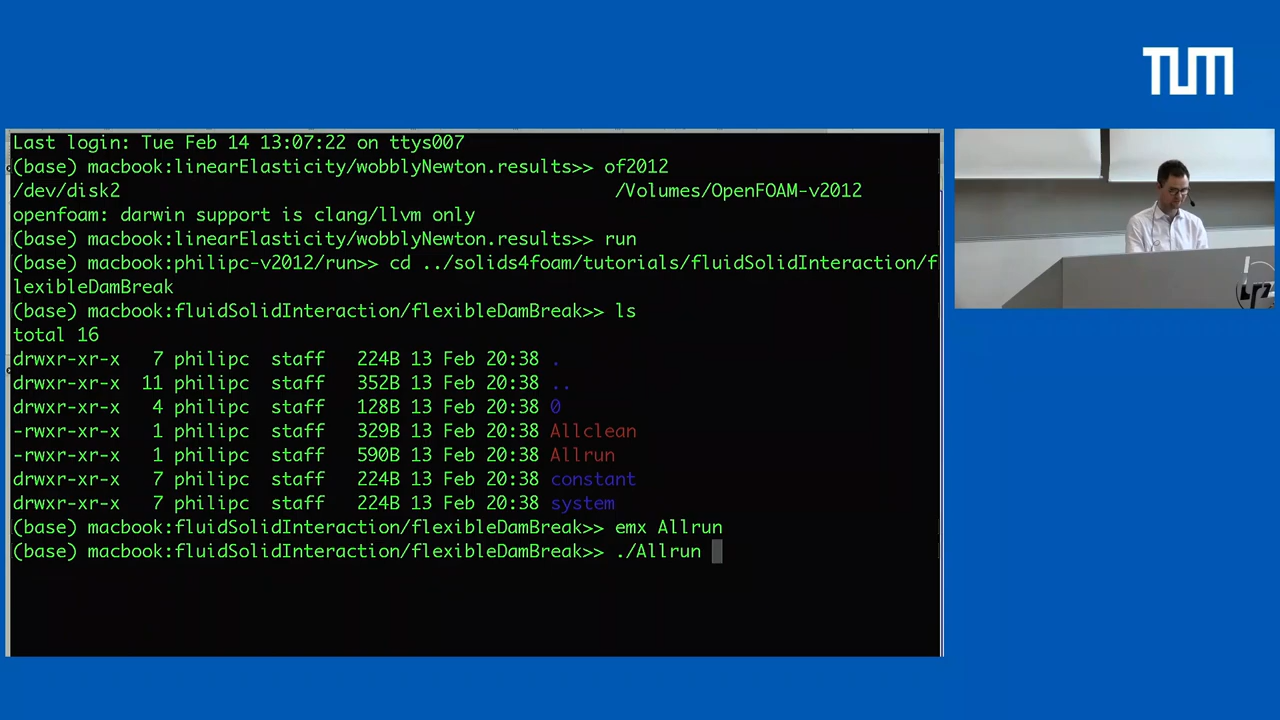 TUM
Last login: Tue Feb 14 13:07:22 on ttys007
(base) macbook:linearElasticity/wobblyNewton.results>> of2012
/dev/disk2 /Volumes/OpenFOAM-v2012
openfoam: darwin support is clang/llvm only
(base) macbook:linearElasticity/wobblyNewton.results>> run
(base) macbook:philipc-v2012/run>> cd ../solids4foam/tutorials/fluidSolidInteraction/f
lexibleDamBreak
(base) macbook:fluidSolidInteraction/flexibleDamBreak>> ls
total 16
drwxr-xr-x 7 philipc staff 224B 13 Feb 20:38 .
drwxr-xr-x 11 philipc staff 352B 13 Feb 20:38 ..
drwxr-xr-x 4 philipc staff 128B 13 Feb 20:38 0
-rwxr-xr-x 1 philipc staff 329B 13 Feb 20:38 Allclean
-rwxr-xr-x 1 philipc staff 590B 13 Feb 20:38 Allrun
drwxr-xr-x 7 philipc staff 224B 13 Feb 20:38 constant
drwxr-xr-x 7 philipc staff 224B 13 Feb 20:38 system
(base) macbook:fluidSolidInteraction/flexibleDamBreak>> emx Allrun
(base) macbook:fluidSolidInteraction/flexibleDamBreak>> ./Allrun